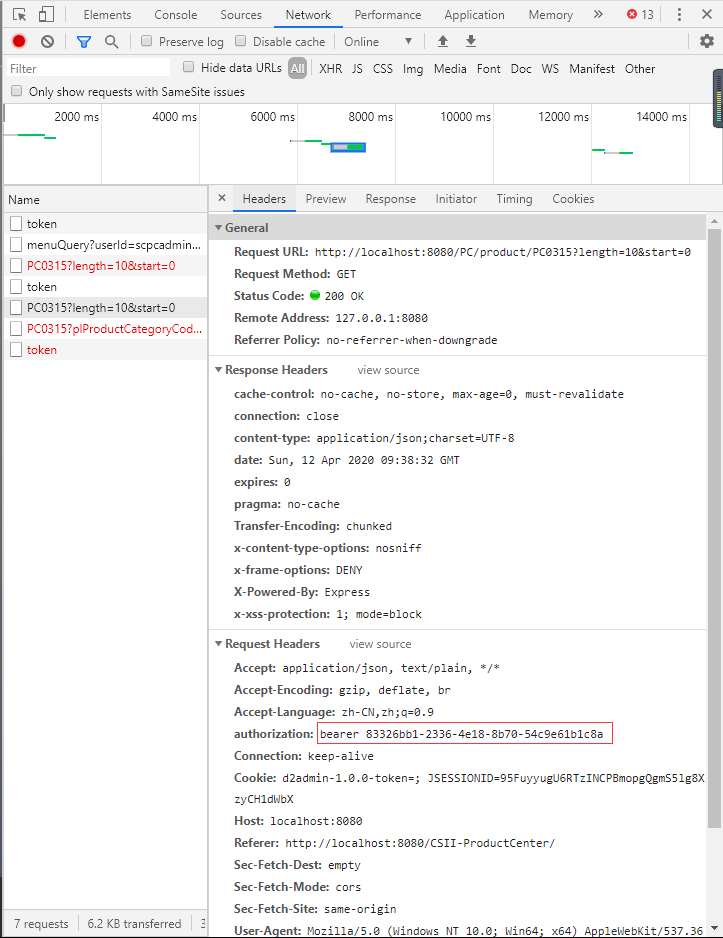 Elements Console Sources Network Performance Application Memory » 13
Preserve log Disable cache Online
Filter Hide data URLs All XHR JS CSS Img Media Font Doc WS Manifest Other
Only show requests with SameSite issues
2000 ms 4000 ms 6000 ms 8000 ms 10000 ms 12000 ms 14000 ms
Name
token
menuQuery?userId=scpcadmin...
PC0315?length=10&start=0
token
PC0315?length=10&start=0
PC0315?plProductCategoryCod...
token
7 requests 6.2 KB transferred 3
× Headers Preview Response Initiator Timing Cookies
General
Request URL: http://localhost:8080/PC/product/PC0315?length=10&start=0
Request Method: GET
Status Code: 200 OK
Remote Address: 127.0.0.1:8080
Referrer Policy: no-referrer-when-downgrade
Response Headers view source
cache-control: no-cache, no-store, max-age=0, must-revalidate
connection: close
content-type: application/json;charset=UTF-8
date: Sun, 12 Apr 2020 09:38:32 GMT
expires: 0
pragma: no-cache
Transfer-Encoding: chunked
x-content-type-options: nosniff
x-frame-options: DENY
X-Powered-By: Express
x-xss-protection: 1; mode=block
Request Headers view source
Accept: application/json, text/plain, */*
Accept-Encoding: gzip, deflate, br
Accept-Language: zh-CN,zh;q=0.9
authorization: bearer 83326bb1-2336-4e18-8b70-54c9e61b1c8a
Connection: keep-alive
Cookie: d2admin-1.0.0-token=; JSESSIONID=95FuyyugU6RTzINCPBmopgQgmS5lg8X
zyCH1dWbX
Host: localhost:8080
Referer: http://localhost:8080/CSII-ProductCenter/
Sec-Fetch-Dest: empty
Sec-Fetch-Mode: cors
Sec-Fetch-Site: same-origin
User-Agent: Mozilla/5.0 (Windows NT 10.0; Win64; x64) AppleWebKit/537.36